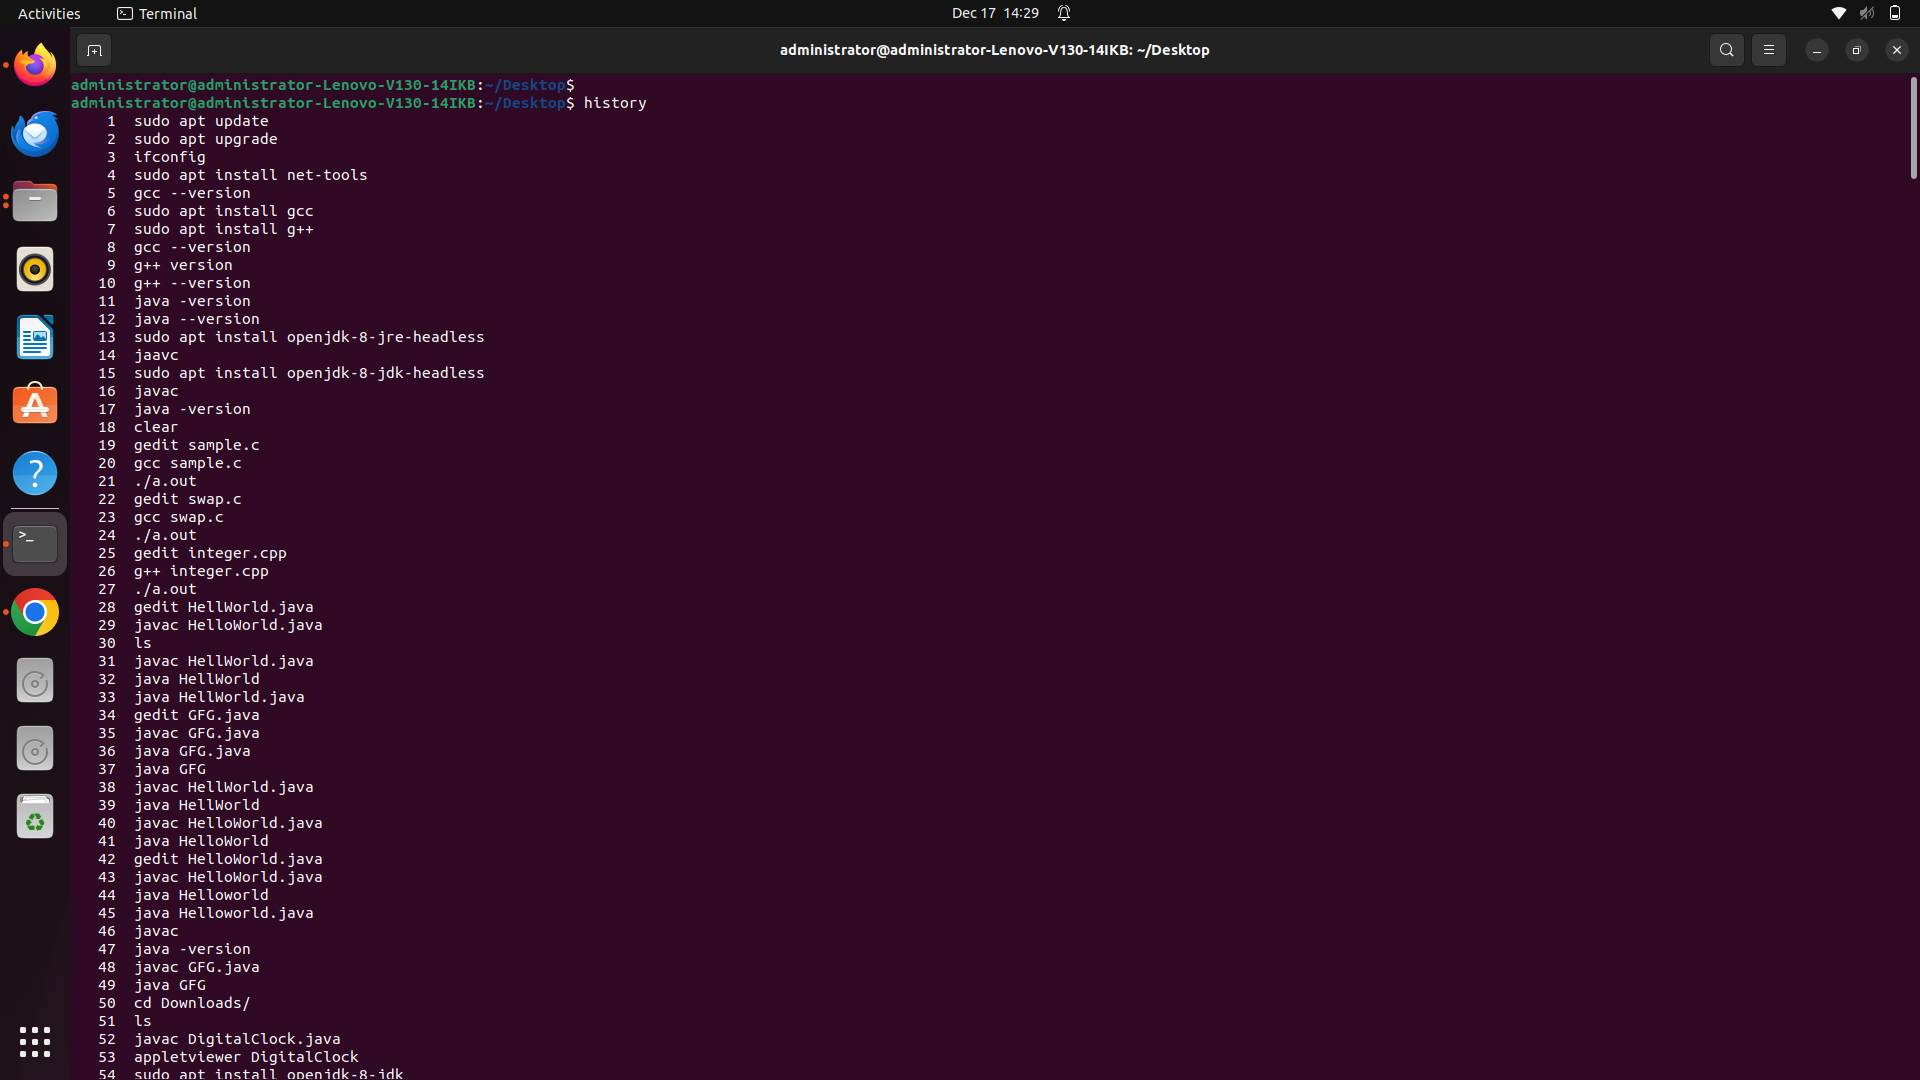 Activities
Terminal
Dec 17 14:29
administrator@administrator-Lenovo-V130-14IKB: ~/Desktop
administrator@administrator-Lenovo-V130-14IKB:~/Desktop$
administrator@administrator-Lenovo-V130-14IKB:~/Desktop$ history
1 sudo apt update
2 sudo apt upgrade
3 ifconfig
4 sudo apt install net-tools
5 gcc --version
6 sudo apt install gcc
7 sudo apt install g++
8 gcc --version
9 g++ version
10 g++ --version
11 java -version
12 java --version
13 sudo apt install openjdk-8-jre-headless
14 jaavc
15 sudo apt install openjdk-8-jdk-headless
16 javac
17 java -version
18 clear
19 gedit sample.c
20 gcc sample.c
21 ./a.out
22 gedit swap.c
23 gcc swap.c
24 ./a.out
25 gedit integer.cpp
26 g++ integer.cpp
27 ./a.out
28 gedit HellWorld.java
29 javac HelloWorld.java
30 ls
31 javac HellWorld.java
32 java HellWorld
33 java HellWorld.java
34 gedit GFG.java
35 javac GFG.java
36 java GFG.java
37 java GFG
38 javac HellWorld.java
39 java HellWorld
40 javac HelloWorld.java
41 java HelloWorld
42 gedit HelloWorld.java
43 javac HelloWorld.java
44 java Helloworld
45 java Helloworld.java
46 javac
47 java -version
48 javac GFG.java
49 java GFG
50 cd Downloads/
51 ls
52 javac DigitalClock.java
53 appletviewer DigitalClock
54 sudo apt install openjdk-8-jdk